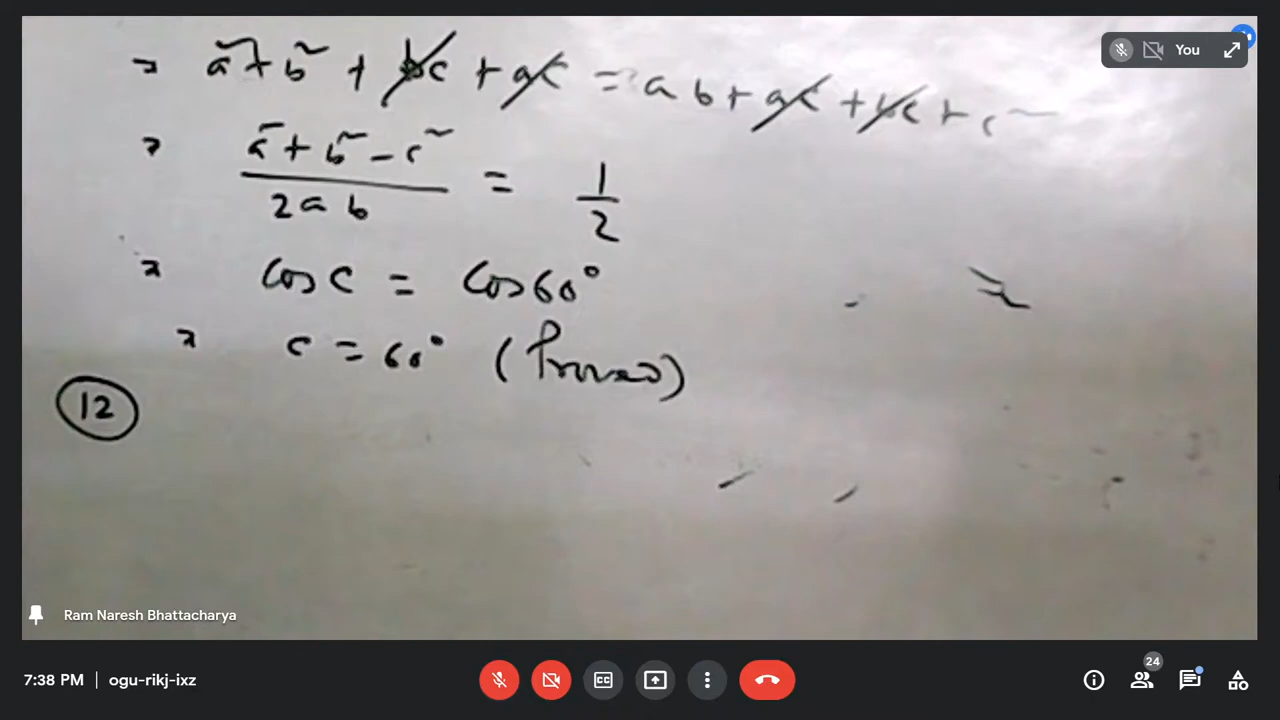 You
⇒ a² + b² + bc + ac = ab + ac + bc + c²
⇒ (a² + b² - c²) / 2ab = 1/2
⇒ cos C = cos 60°
⇒ C = 60° (Proved)
12
Ram Naresh Bhattacharya
7:38 PM | ogu-rikj-ixz
24